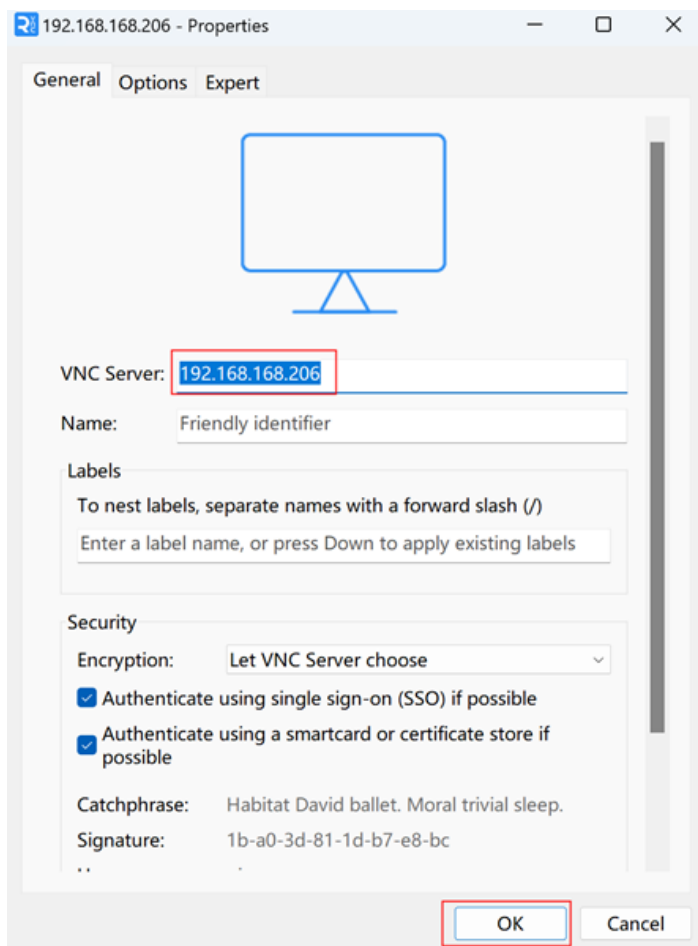 192.168.168.206 - Properties
General Options Expert
VNC Server: 192.168.168.206
Name: Friendly identifier
Labels
To nest labels, separate names with a forward slash (/)
Enter a label name, or press Down to apply existing labels
Security
Encryption: Let VNC Server choose
Authenticate using single sign-on (SSO) if possible
Authenticate using a smartcard or certificate store if
possible
Catchphrase: Habitat David ballet. Moral trivial sleep.
Signature: 1b-a0-3d-81-1d-b7-e8-bc
OK Cancel